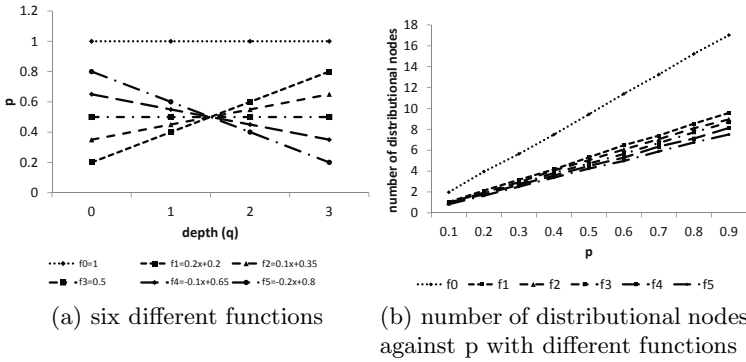 1.2
1
0.8
0.6
0.4
0.2
0
p
0 1 2 3
depth (q)
f0=1 f1=0.2x+0.2 f2=0.1x+0.35
f3=0.5 f4=-0.1x+0.65 f5=-0.2x+0.8
(a) six different functions
18
16
14
12
10
8
6
4
2
0
number of distributional nodes
0.1 0.2 0.3 0.4 0.5 0.6 0.7 0.8 0.9
p
f0 f1 f2 f3 f4 f5
(b) number of distributional nodes
against p with different functions